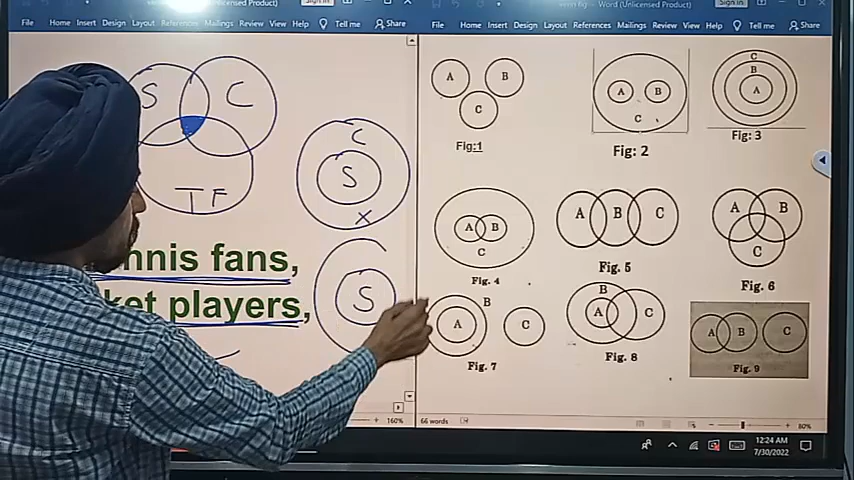 File Home Insert Design Layout References Mailings Review View Help Tell me Share
S C
T F
C
S
X
S
nnis fans,
ket players,
160%
File Home Insert Design Layout References Mailings Review View Help Tell me Share
A B
C
Fig:1
A B
C
Fig: 2
C
B
A
Fig: 3
A B
C
Fig. 4
A B C
Fig. 5
A B
C
Fig. 6
A B C
Fig. 7
B
A C
Fig. 8
A B C
Fig. 9
66 words
80%
12:24 AM
7/30/2022